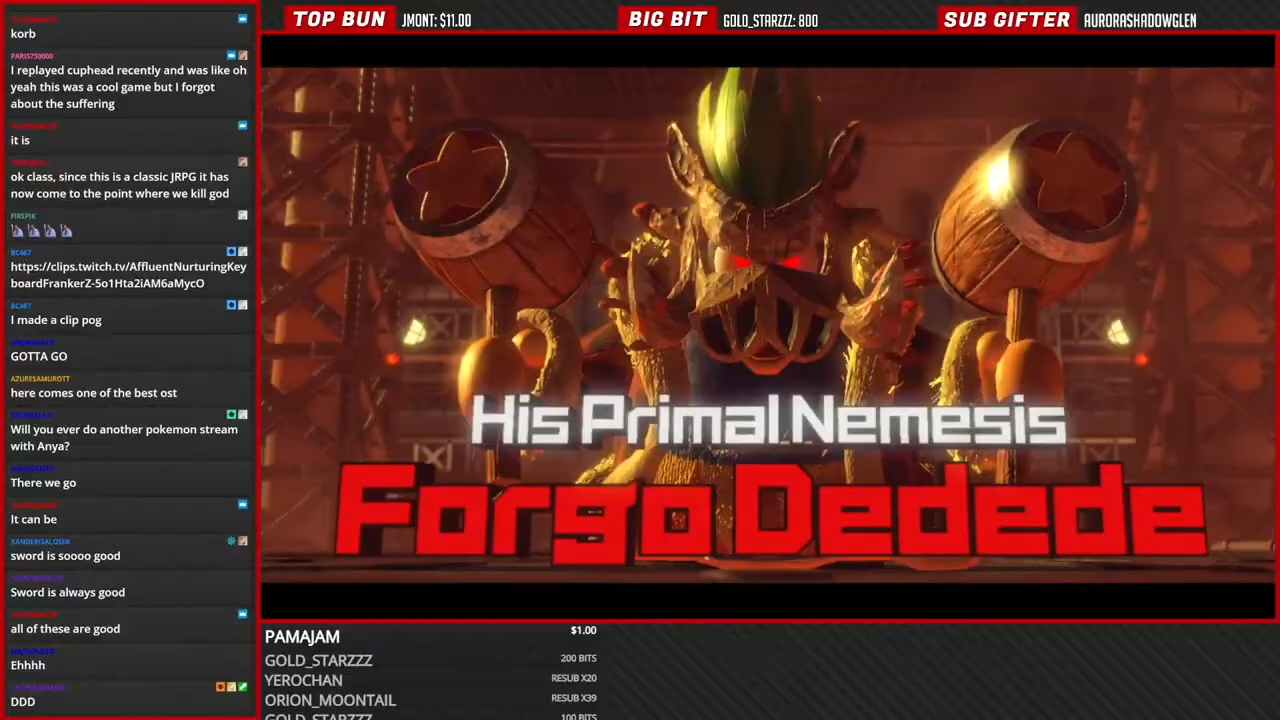 TOP BUN
JMONT: $11.00
BIG BIT
GOLD_STARZZZ: 800
SUB GIFTER
AURORASHADOWGLEN
korb
PARIS750000
I replayed cuphead recently and was like oh
yeah this was a cool game but I forgot
about the suffering
it is
ok class, since this is a classic JRPG it has
now come to the point where we kill god
FIREPIK
BC467
https://clips.twitch.tv/AffluentNurturingKey
boardFrankerZ-5o1Hta2iAM6aMycO
BC467
I made a clip pog
GOTTA GO
AZURESAMUROTT
here comes one of the best ost
Will you ever do another pokemon stream
with Anya?
There we go
It can be
XANDERISALOSER
sword is soooo good
Sword is always good
all of these are good
Ehhhh
DDD
His Primal Nemesis
Forgo Dedede
PAMAJAM
$1.00
GOLD_STARZZZ
200 BITS
YEROCHAN
RESUB X20
ORION_MOONTAIL
RESUB X39
GOLD_STARZZZ
100 BITS